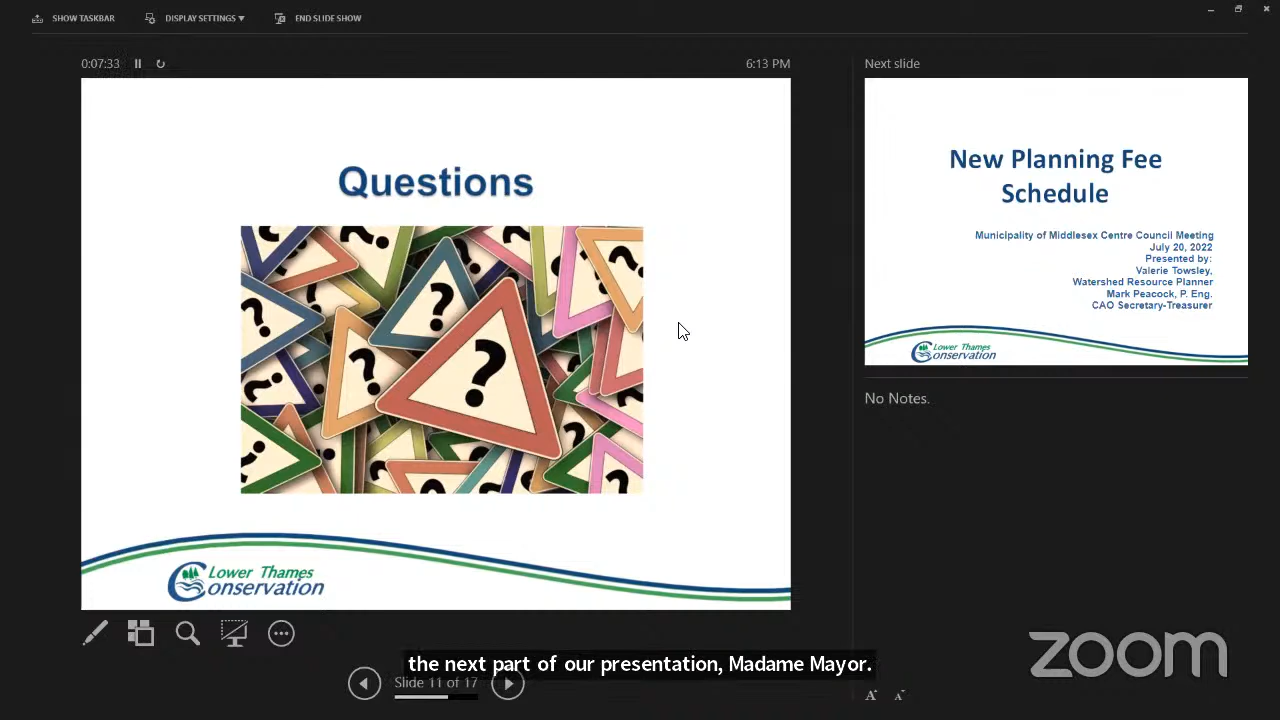 SHOW TASKBAR
DISPLAY SETTINGS ▼
END SLIDE SHOW
0:07:33
6:13 PM
Questions
? ? ? ? ? ? ? ? ? ? ? ? ? ? ? ?
Lower Thames
Conservation
Next slide
New Planning Fee
Schedule
Municipality of Middlesex Centre Council Meeting
July 20, 2022
Presented by:
Valerie Towsley,
Watershed Resource Planner
Mark Peacock, P. Eng.
CAO Secretary-Treasurer
Lower Thames
Conservation
No Notes.
the next part of our presentation, Madame Mayor.
Slide 11 of 17
A A
zoom